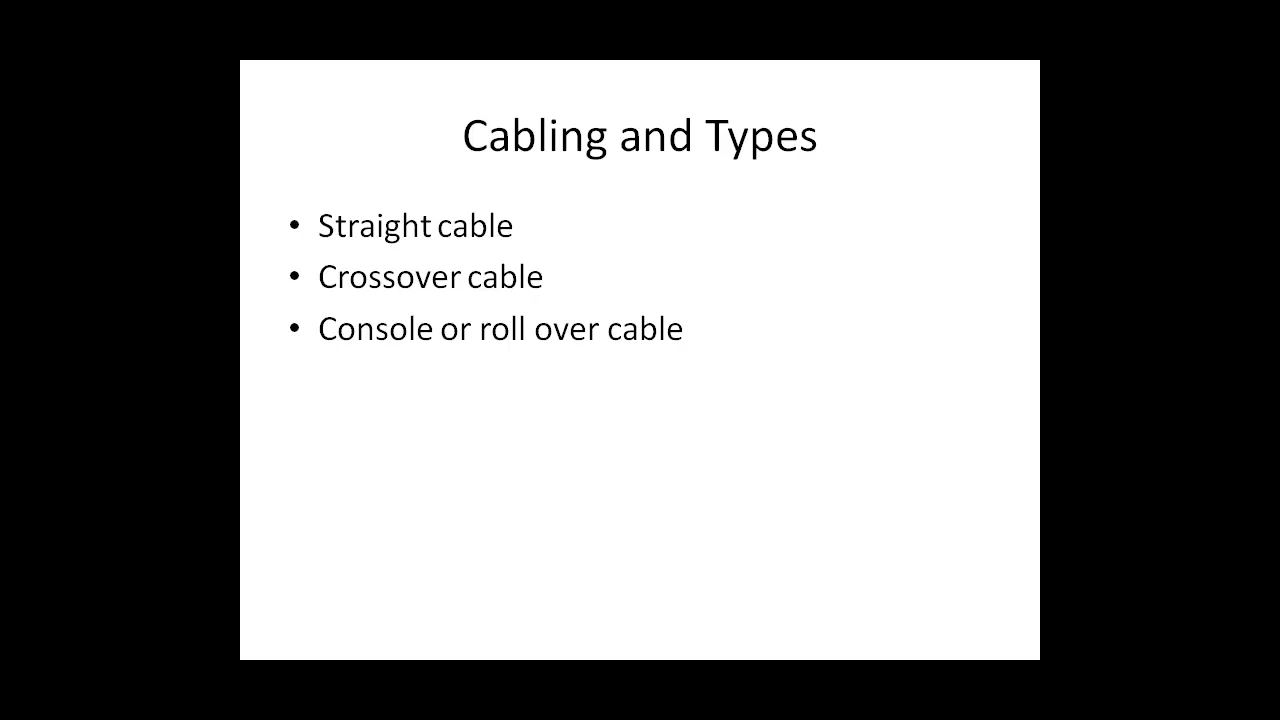 Cabling and Types
• Straight cable
• Crossover cable
• Console or roll over cable